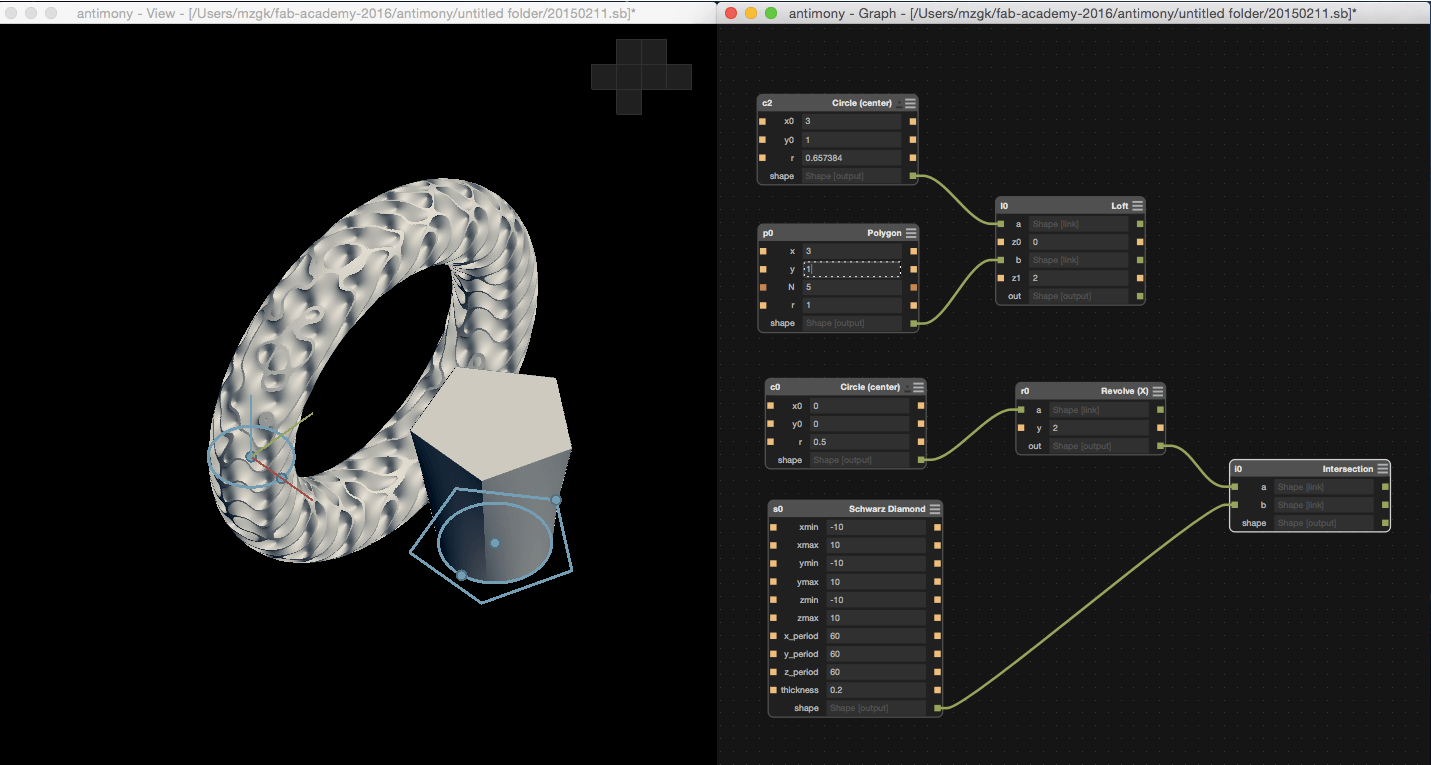 antimony - View - [/Users/mzgk/fab-academy-2016/antimony/untitled folder/20150211.sb]*
antimony - Graph - [/Users/mzgk/fab-academy-2016/antimony/untitled folder/20150211.sb]*
c2 Circle (center)
x0 3
y0 1
r 0.657384
shape Shape [output]
p0 Polygon
x 3
y 1
N 5
r 1
shape Shape [output]
l0 Loft
a Shape [link]
z0 0
b Shape [link]
z1 2
out Shape [output]
c0 Circle (center)
x0 0
y0 0
r 0.5
shape Shape [output]
r0 Revolve (X)
a Shape [link]
y 2
out Shape [output]
s0 Schwarz Diamond
xmin -10
xmax 10
ymin -10
ymax 10
zmin -10
zmax 10
x_period 60
y_period 60
z_period 60
thickness 0.2
shape Shape [output]
i0 Intersection
a Shape [link]
b Shape [link]
shape Shape [output]